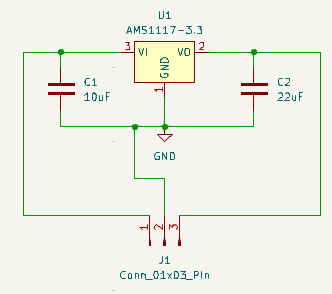 U1
AMS1117-3.3
3 VI VO 2
GND
1
C1
10uF
C2
22uF
GND
1 2 3
J1
Conn_01x03_Pin